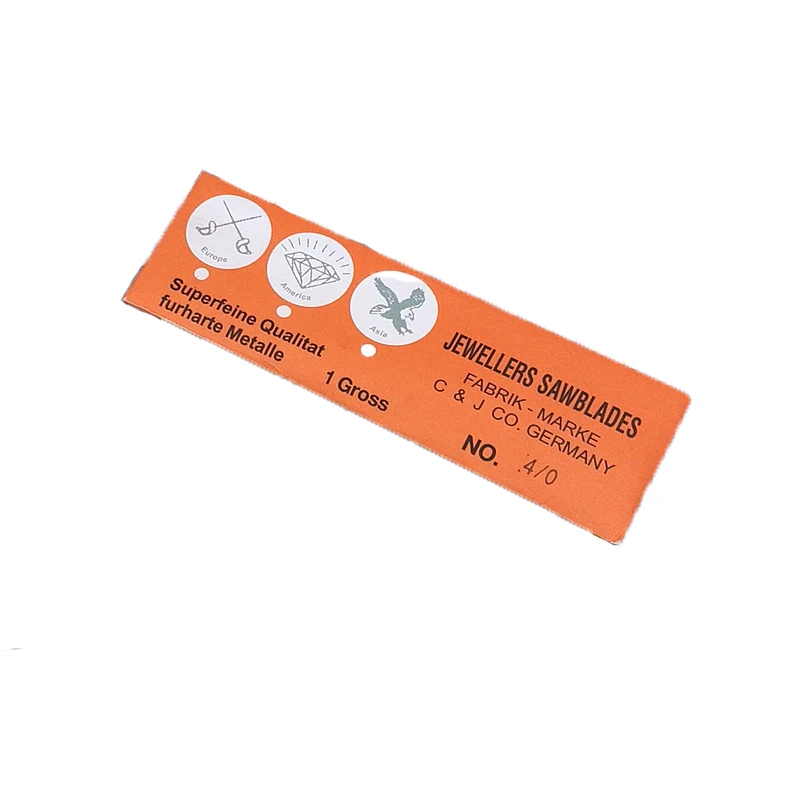 Europe
America
Asia
Superfeine Qualitat
furharte Metalle
1 Gross
JEWELLERS SAWBLADES
FABRIK - MARKE
C & J CO. GERMANY
NO. 4/0